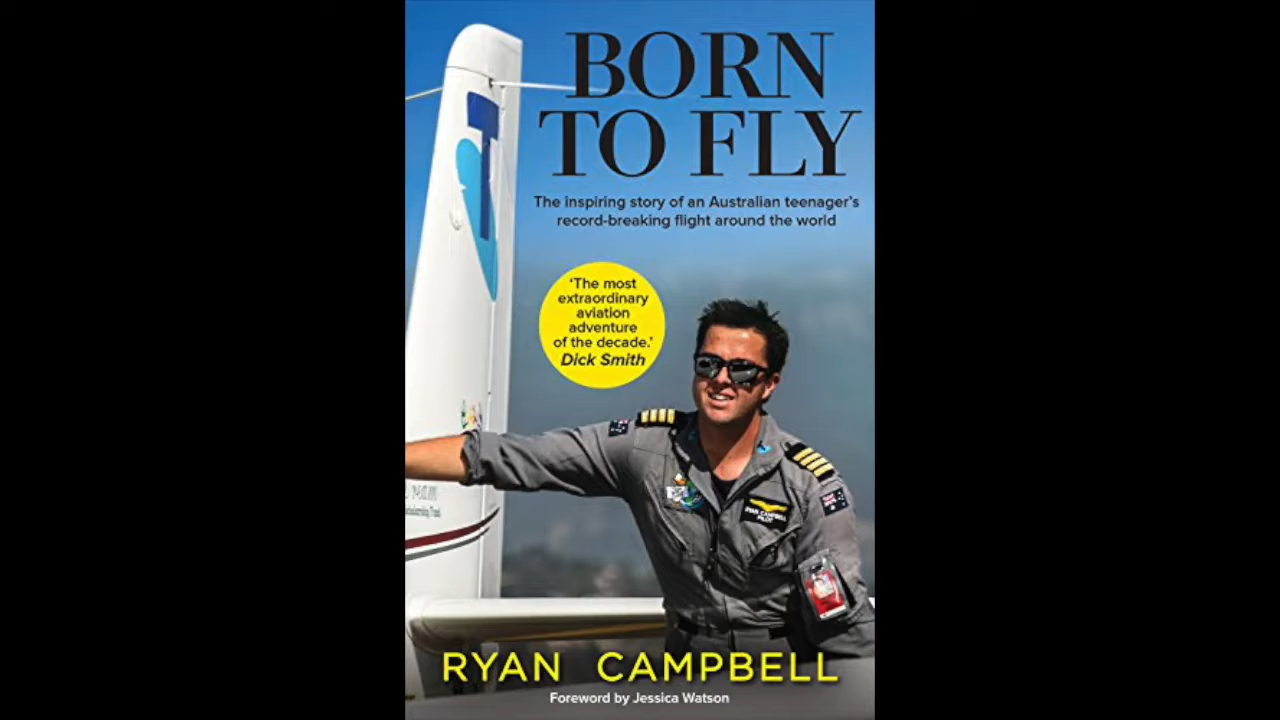 BORN
TO FLY
The inspiring story of an Australian teenager's
record-breaking flight around the world
'The most
extraordinary
aviation
adventure
of the decade.'
Dick Smith
RYAN CAMPBELL
PILOT
RYAN CAMPBELL
Foreword by Jessica Watson